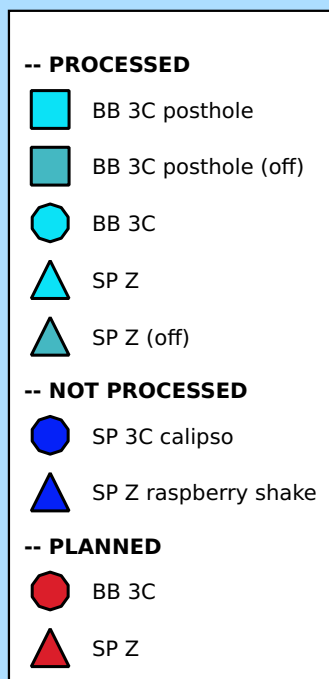 -- PROCESSED
BB 3C posthole
BB 3C posthole (off)
BB 3C
SP Z
SP Z (off)
-- NOT PROCESSED
SP 3C calipso
SP Z raspberry shake
-- PLANNED
BB 3C
SP Z